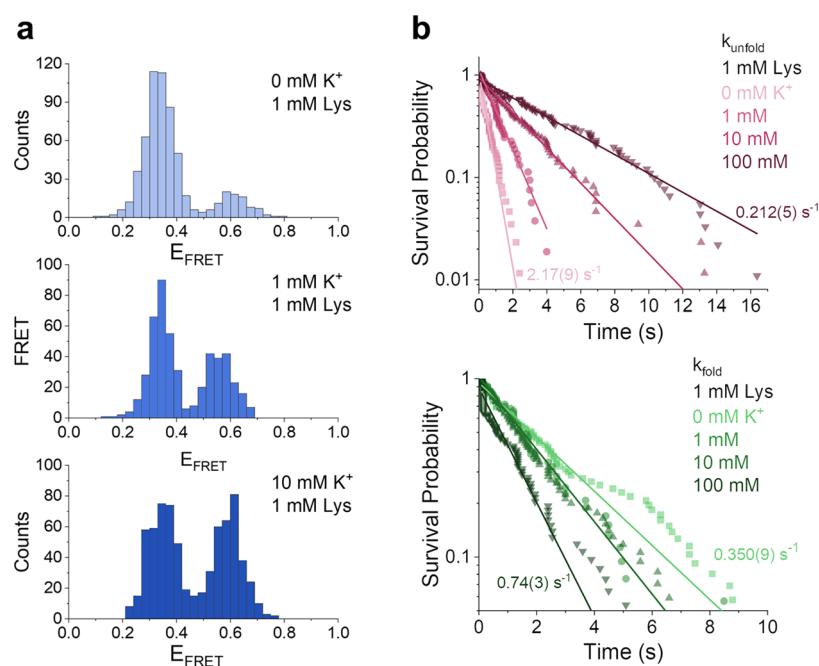 a
120
90
60
30
0
Counts
0 mM K⁺
1 mM Lys
0.0 0.2 0.4 0.6 0.8 1.0
E_FRET
100
80
60
40
20
0
FRET
1 mM K⁺
1 mM Lys
0.0 0.2 0.4 0.6 0.8 1.0
E_FRET
80
60
40
20
0
Counts
10 mM K⁺
1 mM Lys
0.0 0.2 0.4 0.6 0.8 1.0
E_FRET
b
1
0.1
0.01
Survival Probability
k_unfold
1 mM Lys
0 mM K⁺
1 mM
10 mM
100 mM
0.212(5) s⁻¹
2.17(9) s⁻¹
0 2 4 6 8 10 12 14 16
Time (s)
1
0.1
Survival Probability
k_fold
1 mM Lys
0 mM K⁺
1 mM
10 mM
100 mM
0.350(9) s⁻¹
0.74(3) s⁻¹
0 2 4 6 8 10
Time (s)